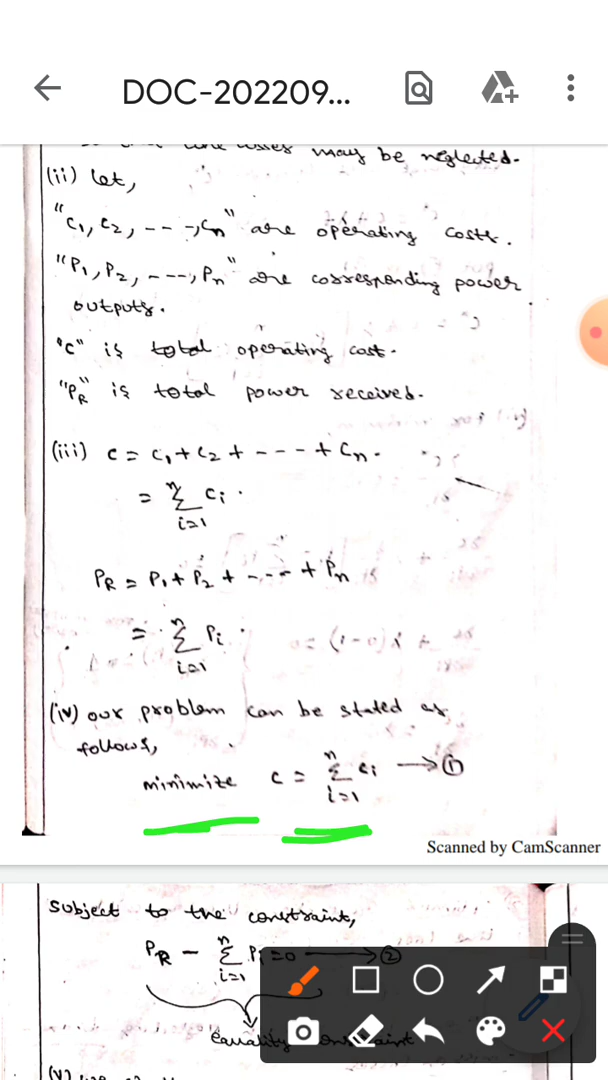 DOC-202209...
may be neglected.
(ii) let,
"C1, C2, -- -, Cn" are operating costs.
"P1, P2, ---, Pn" are corresponding power
outputs.
"C" is total operating cost.
"PR" is total power received.
(iii) C = C1 + C2 + - - - + Cn.
= n Σ i=1 Ci.
PR = P1 + P2 + - - - + Pn
= n Σ i=1 Pi
(iv) our problem can be stated as
follows,
minimize C = n Σ i=1 Ci → ①
Scanned by CamScanner
Subject to the constraint,
PR - n Σ i=1 Pi = 0 → ②